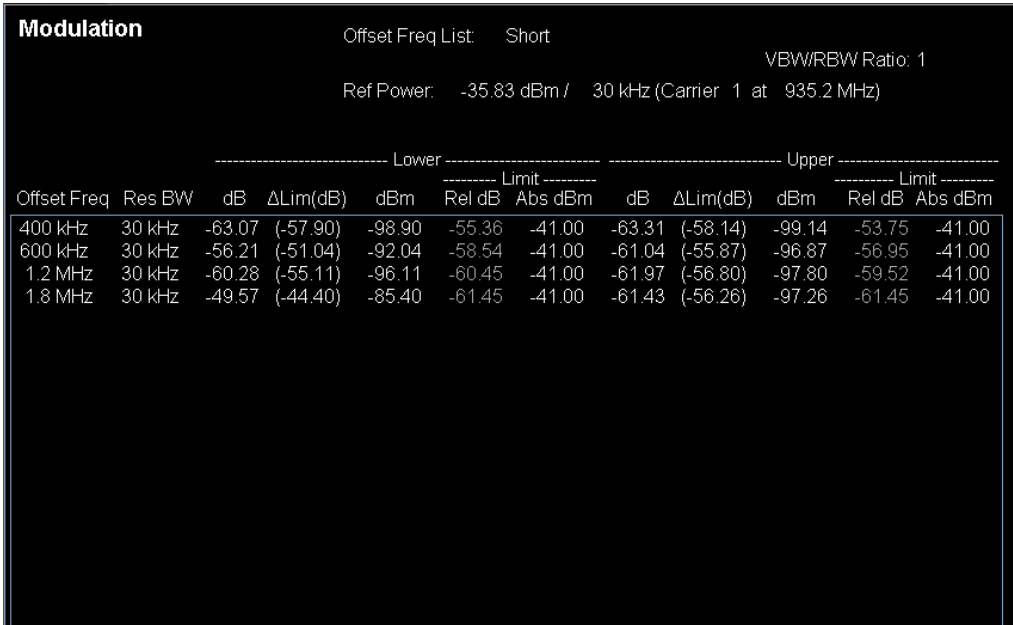 Modulation
Offset Freq List: Short
VBW/RBW Ratio: 1
Ref Power: -35.83 dBm / 30 kHz (Carrier 1 at 935.2 MHz)
----------------------------- Lower -------------------------- ----------------------------- Upper ---------------------------
--------- Limit --------- ---------- Limit ---------
Offset Freq Res BW dB ΔLim(dB) dBm Rel dB Abs dBm dB ΔLim(dB) dBm Rel dB Abs dBm
400 kHz 30 kHz -63.07 (-57.90) -98.90 -55.36 -41.00 -63.31 (-58.14) -99.14 -53.75 -41.00
600 kHz 30 kHz -56.21 (-51.04) -92.04 -58.54 -41.00 -61.04 (-55.87) -96.87 -56.95 -41.00
1.2 MHz 30 kHz -60.28 (-55.11) -96.11 -60.45 -41.00 -61.97 (-56.80) -97.80 -59.52 -41.00
1.8 MHz 30 kHz -49.57 (-44.40) -85.40 -61.45 -41.00 -61.43 (-56.26) -97.26 -61.45 -41.00